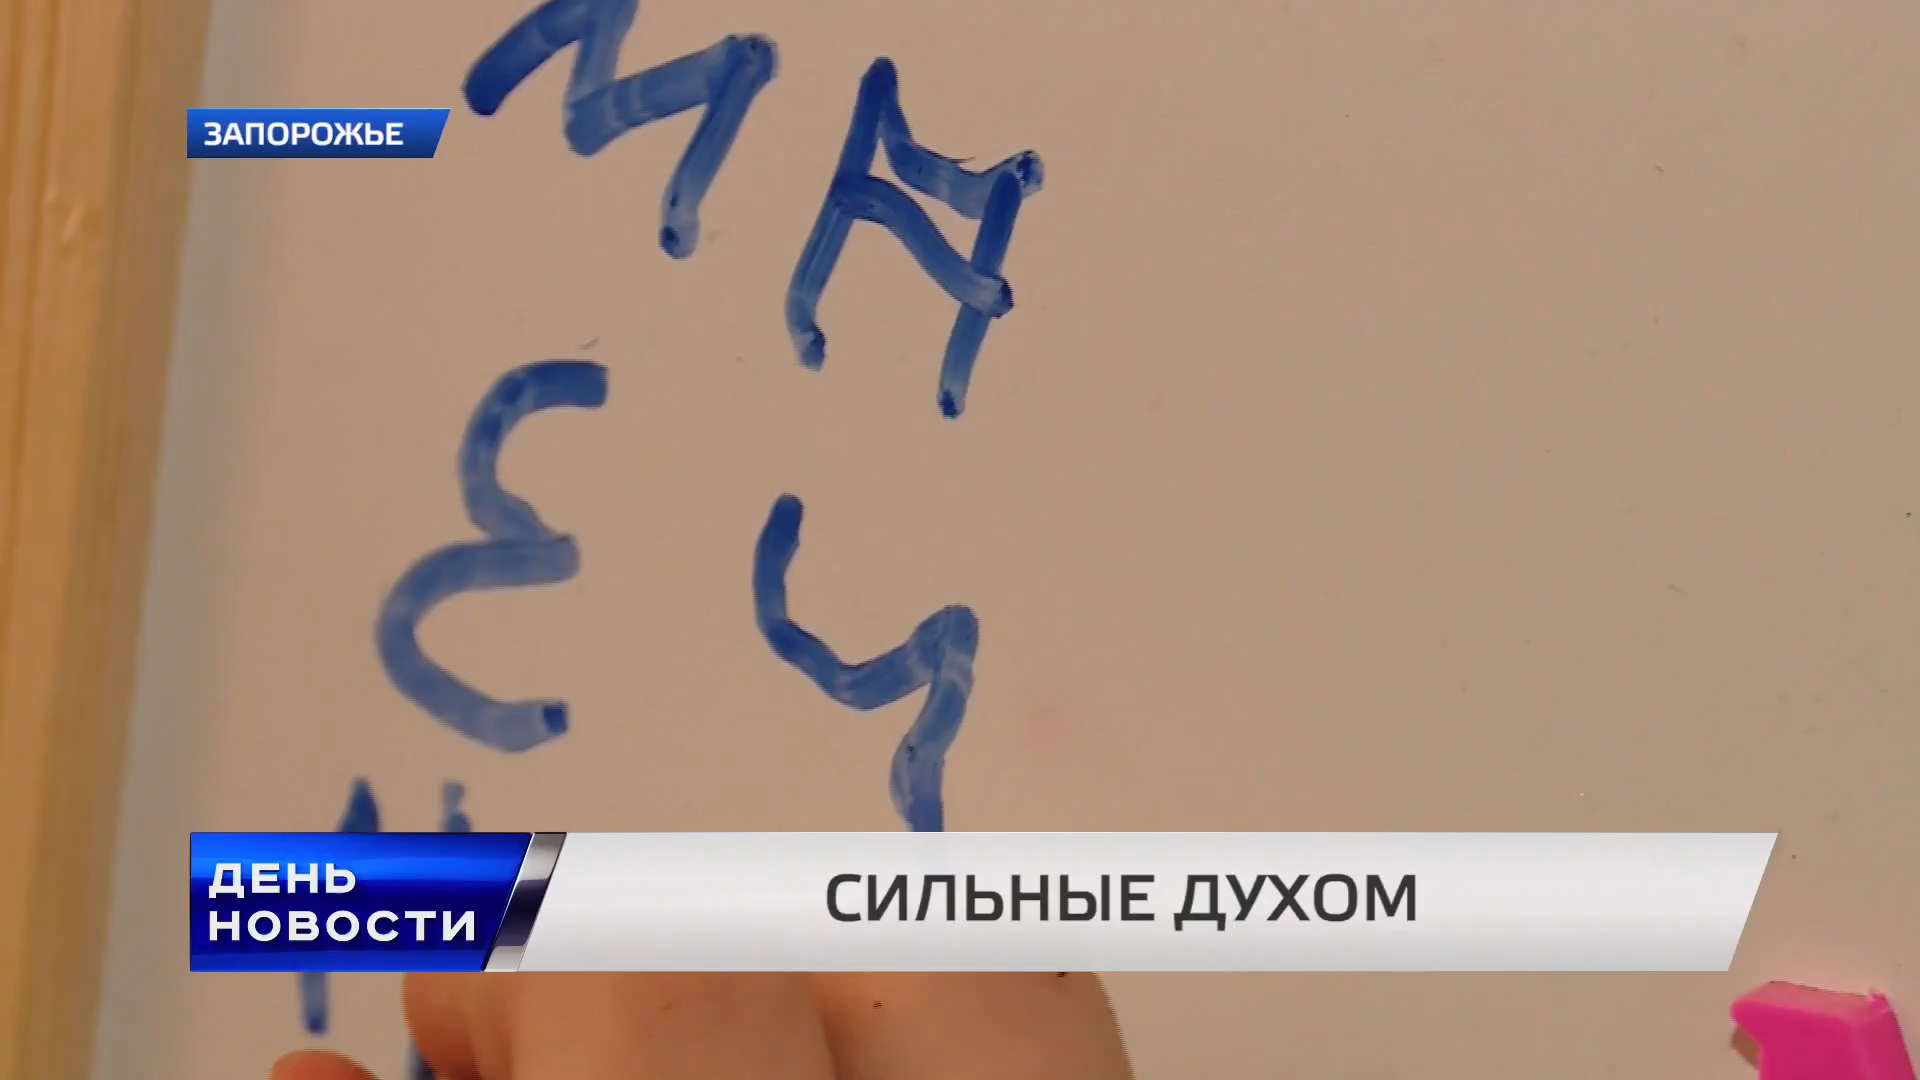 ЗАПОРОЖЬЕ
М А
Е Ч
ДЕНЬ
НОВОСТИ
СИЛЬНЫЕ ДУХОМ